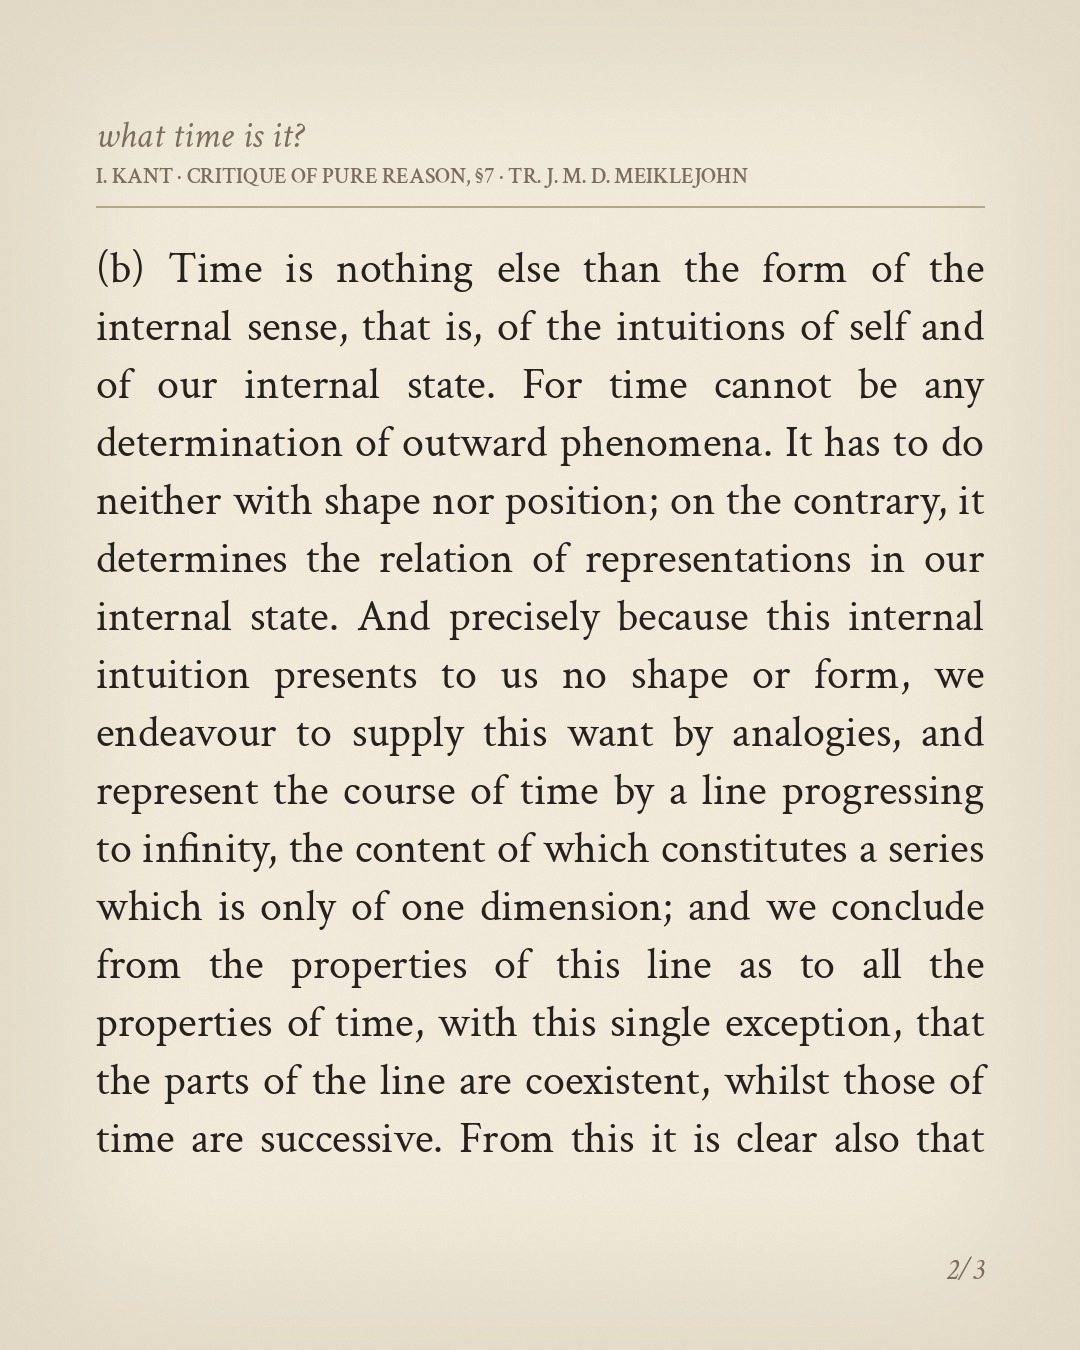 what time is it?
I. KANT · CRITIQUE OF PURE REASON, §7 · TR. J. M. D. MEIKLEJOHN
(b) Time is nothing else than the form of the
internal sense, that is, of the intuitions of self and
of our internal state. For time cannot be any
determination of outward phenomena. It has to do
neither with shape nor position; on the contrary, it
determines the relation of representations in our
internal state. And precisely because this internal
intuition presents to us no shape or form, we
endeavour to supply this want by analogies, and
represent the course of time by a line progressing
to infinity, the content of which constitutes a series
which is only of one dimension; and we conclude
from the properties of this line as to all the
properties of time, with this single exception, that
the parts of the line are coexistent, whilst those of
time are successive. From this it is clear also that
2/3